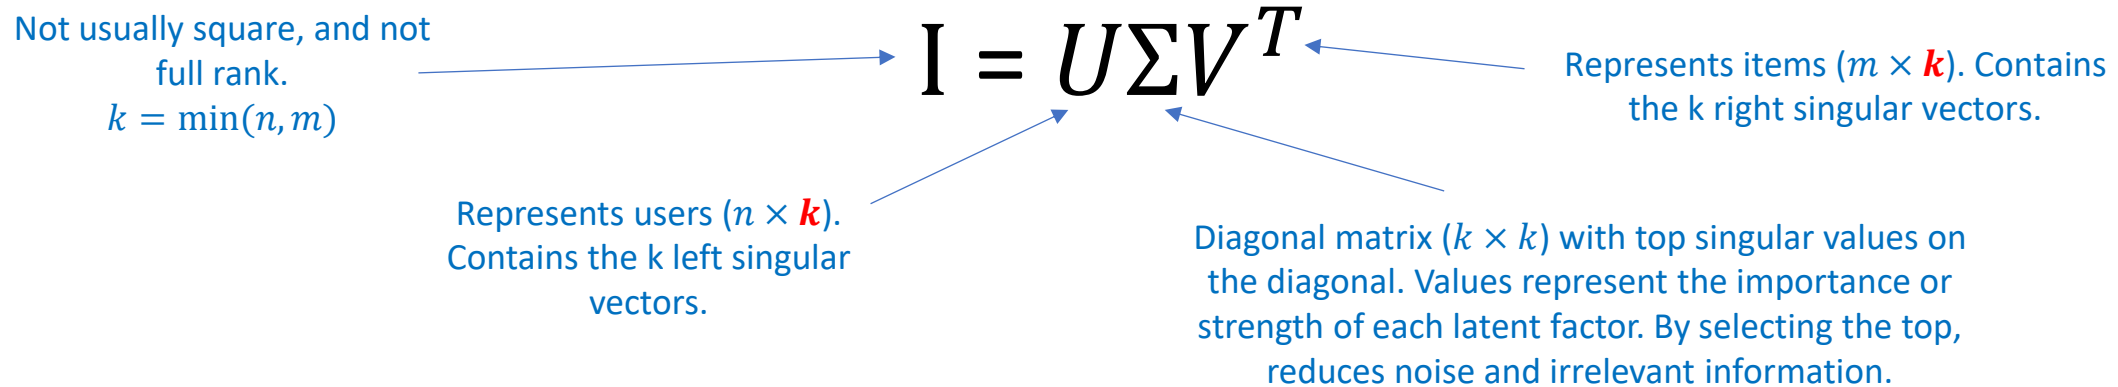 Not usually square, and not
full rank.
k = min(n, m)
I = UΣV^T
Represents items (m × k). Contains
the k right singular vectors.
Represents users (n × k).
Contains the k left singular
vectors.
Diagonal matrix (k × k) with top singular values on
the diagonal. Values represent the importance or
strength of each latent factor. By selecting the top,
reduces noise and irrelevant information.